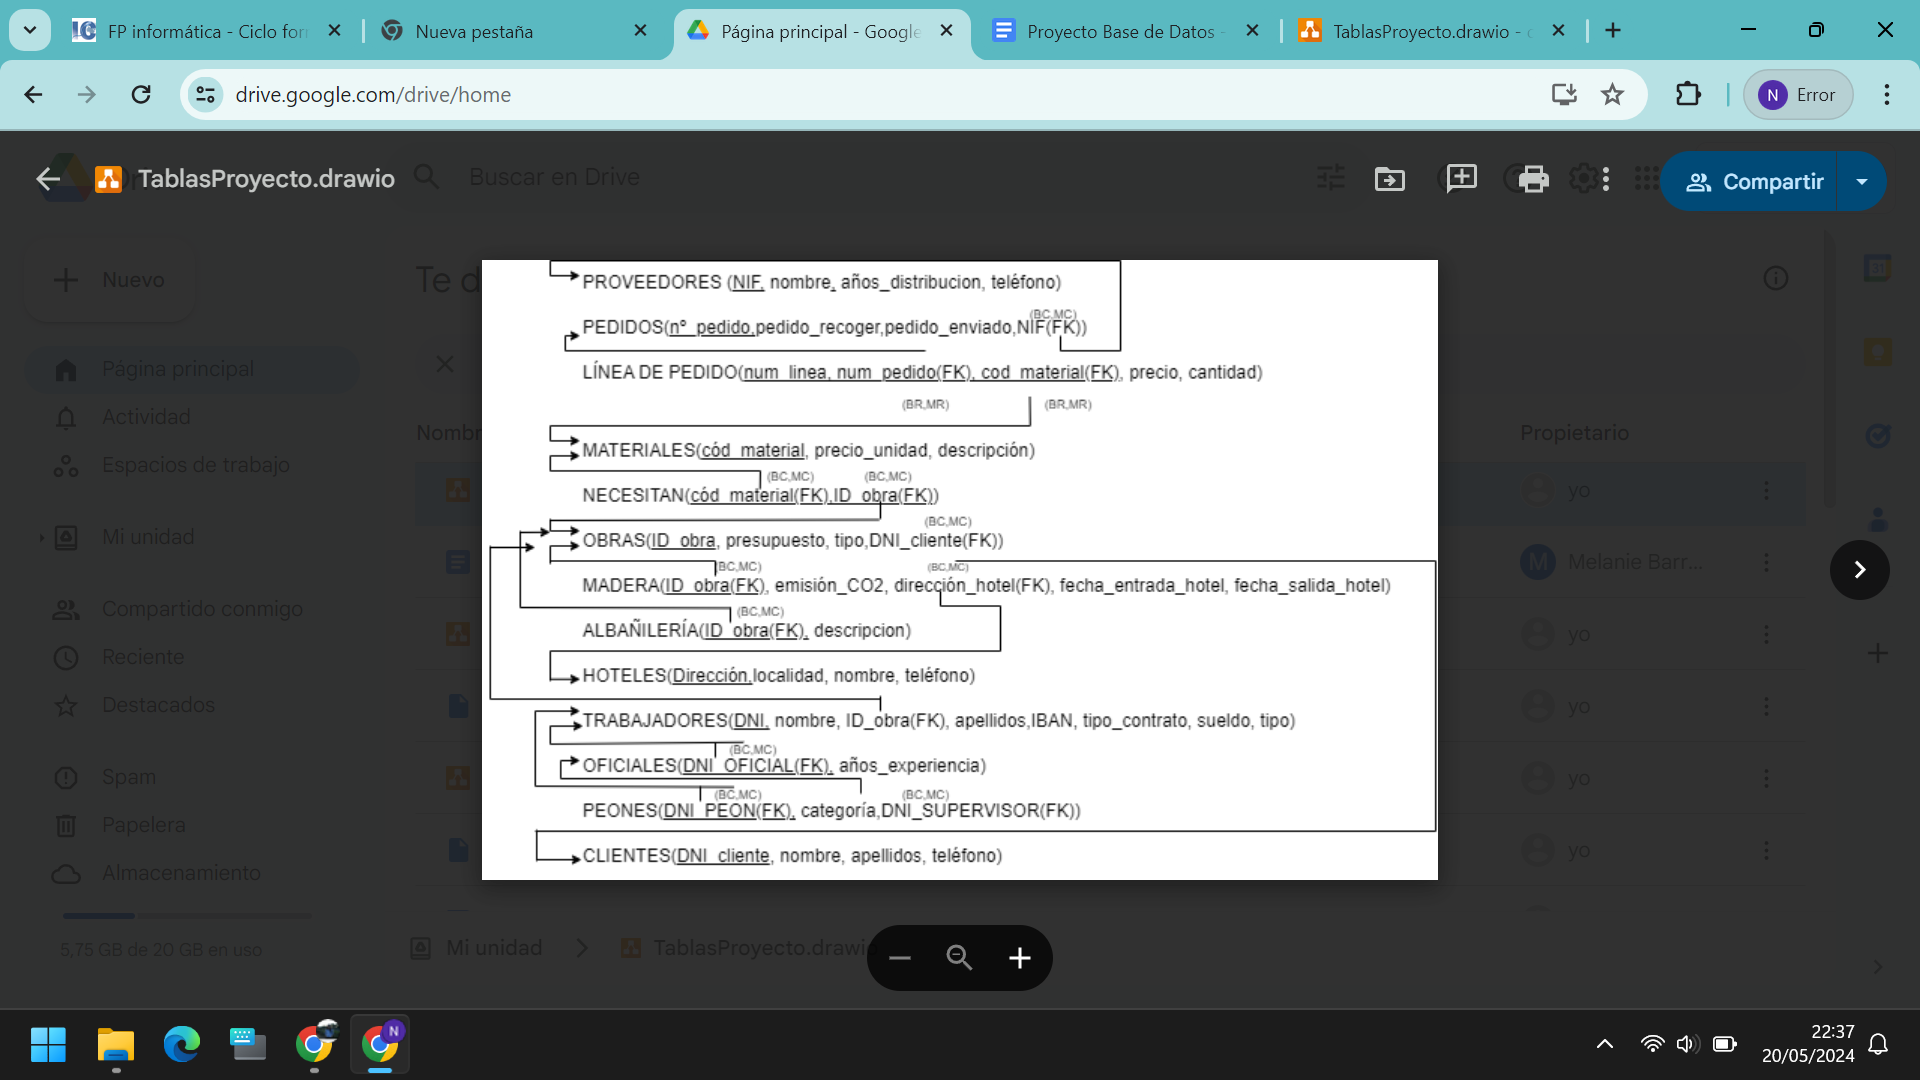 FP informática - Ciclo for
Nueva pestaña
Página principal - Google
Proyecto Base de Datos -
TablasProyecto.drawio -
drive.google.com/drive/home
N Error
TablasProyecto.drawio
Buscar en Drive
Compartir
Nuevo
Te d
PROVEEDORES (NIF, nombre, años_distribucion, teléfono)
(BC,MC)
PEDIDOS(nº_pedido,pedido_recoger,pedido_enviado,NIF(FK))
LÍNEA DE PEDIDO(num_linea, num_pedido(FK), cod_material(FK), precio, cantidad)
(BR,MR) (BR,MR)
MATERIALES(cód_material, precio_unidad, descripción)
(BC,MC) (BC,MC)
NECESITAN(cód_material(FK),ID_obra(FK))
(BC,MC)
OBRAS(ID_obra, presupuesto, tipo,DNI_cliente(FK))
(BC,MC) (BC,MC)
MADERA(ID_obra(FK), emisión_CO2, dirección_hotel(FK), fecha_entrada_hotel, fecha_salida_hotel)
(BC,MC)
ALBAÑILERÍA(ID_obra(FK), descripcion)
HOTELES(Dirección,localidad, nombre, teléfono)
TRABAJADORES(DNI, nombre, ID_obra(FK), apellidos,IBAN, tipo_contrato, sueldo, tipo)
(BC,MC)
OFICIALES(DNI_OFICIAL(FK), años_experiencia)
(BC,MC) (BC,MC)
PEONES(DNI_PEON(FK), categoría,DNI_SUPERVISOR(FK))
CLIENTES(DNI_cliente, nombre, apellidos, teléfono)
Página principal
Actividad
Espacios de trabajo
Mi unidad
Compartido conmigo
Reciente
Destacados
Spam
Papelera
Almacenamiento
5,75 GB de 20 GB en uso
Nombr
Propietario
yo
M Melanie Barr...
yo
yo
yo
yo
Mi unidad
TablasProyecto.drawio
31
N
22:37
20/05/2024